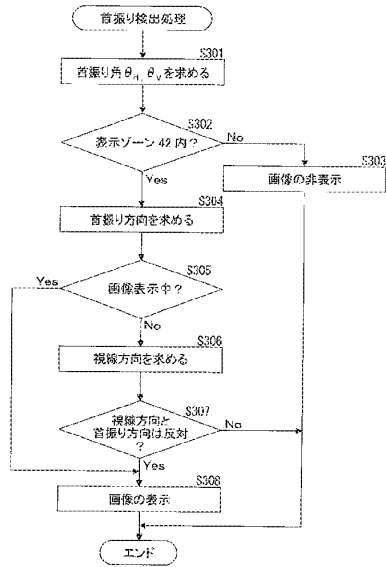 首振り検出処理
S301
首振り角θH, θVを求める
S302
表示ゾーン 42 内？
No
Yes
S303
画像の非表示
S304
首振り方向を求める
S305
画像表示中？
Yes
No
S306
視線方向を求める
S307
視線方向と
首振り方向は反対
？
No
Yes
S308
画像の表示
エンド